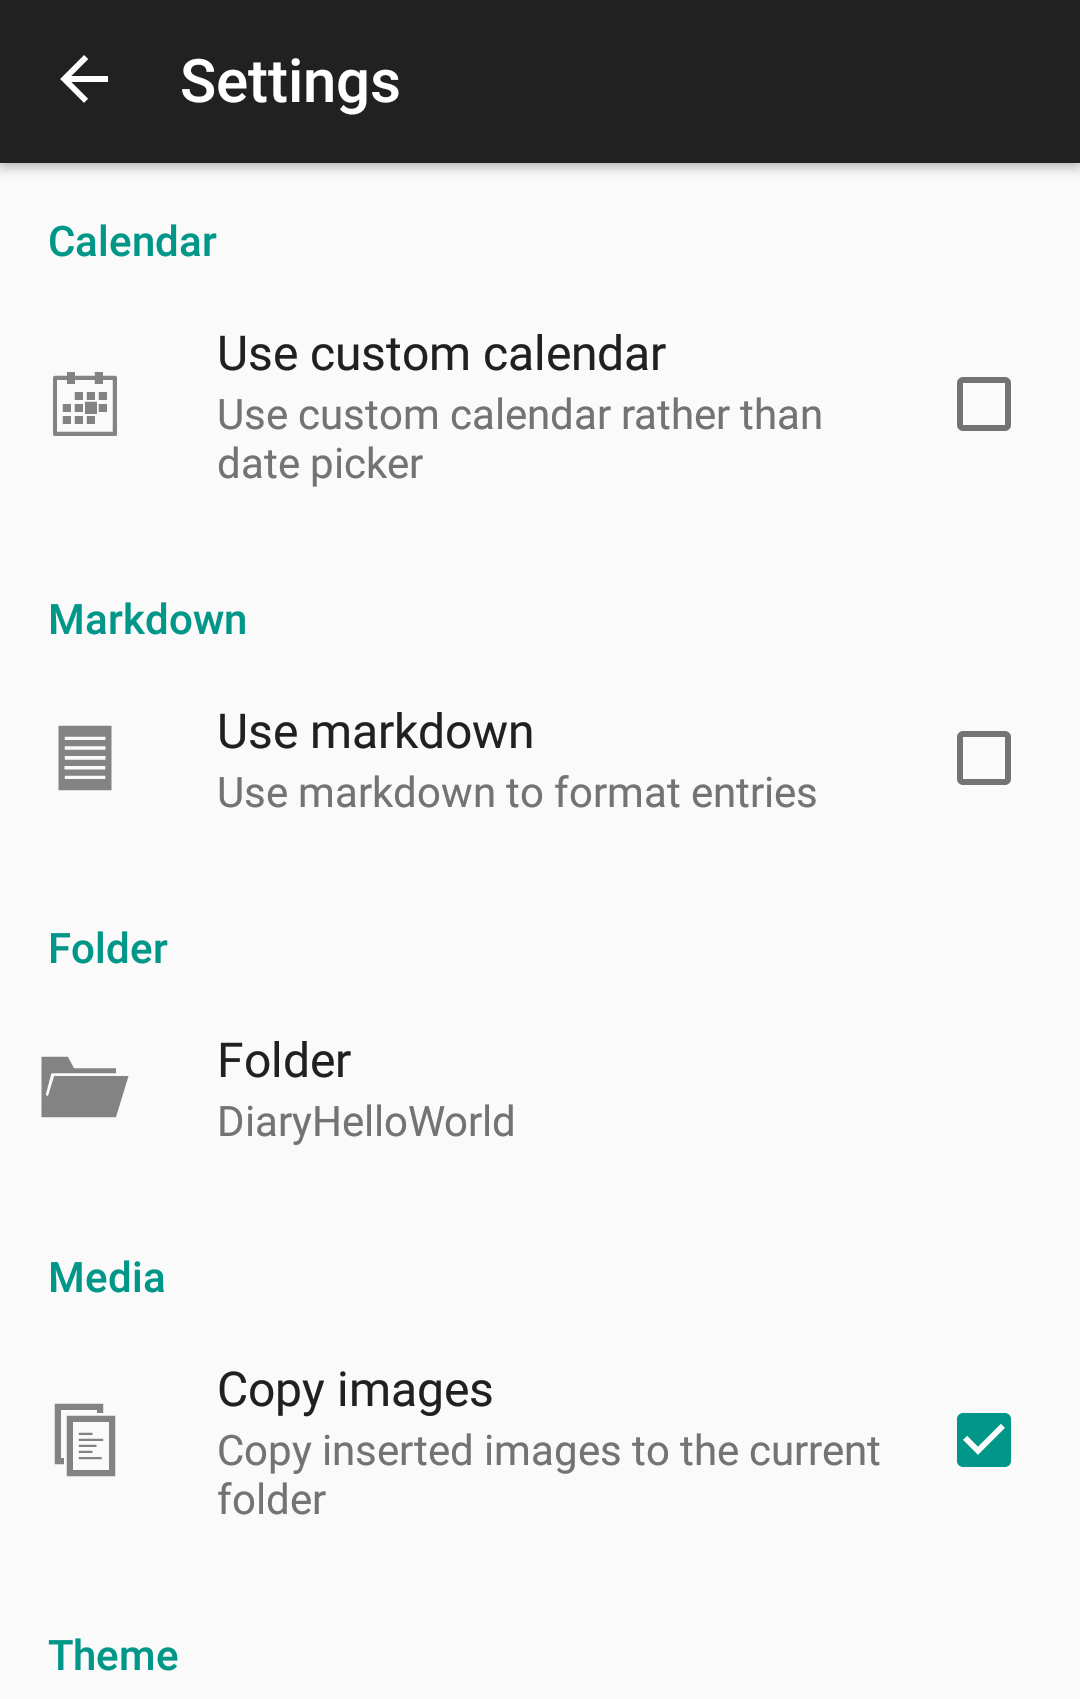 Settings
Calendar
Use custom calendar
Use custom calendar rather than
date picker
Markdown
Use markdown
Use markdown to format entries
Folder
Folder
DiaryHelloWorld
Media
Copy images
Copy inserted images to the current
folder
Theme